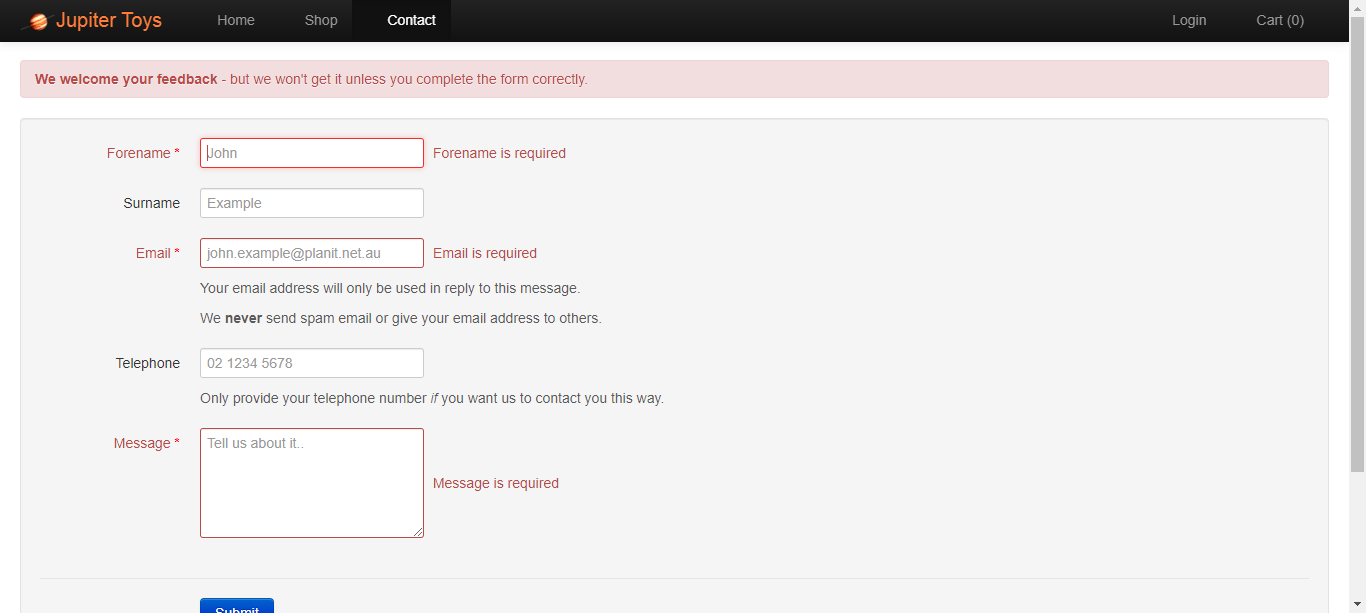 Jupiter Toys Home Shop Contact Login Cart (0)
We welcome your feedback - but we won't get it unless you complete the form correctly.
Forename * John Forename is required
Surname Example
Email * john.example@planit.net.au Email is required
Your email address will only be used in reply to this message.
We never send spam email or give your email address to others.
Telephone 02 1234 5678
Only provide your telephone number if you want us to contact you this way.
Message * Tell us about it..
Message is required
Submit